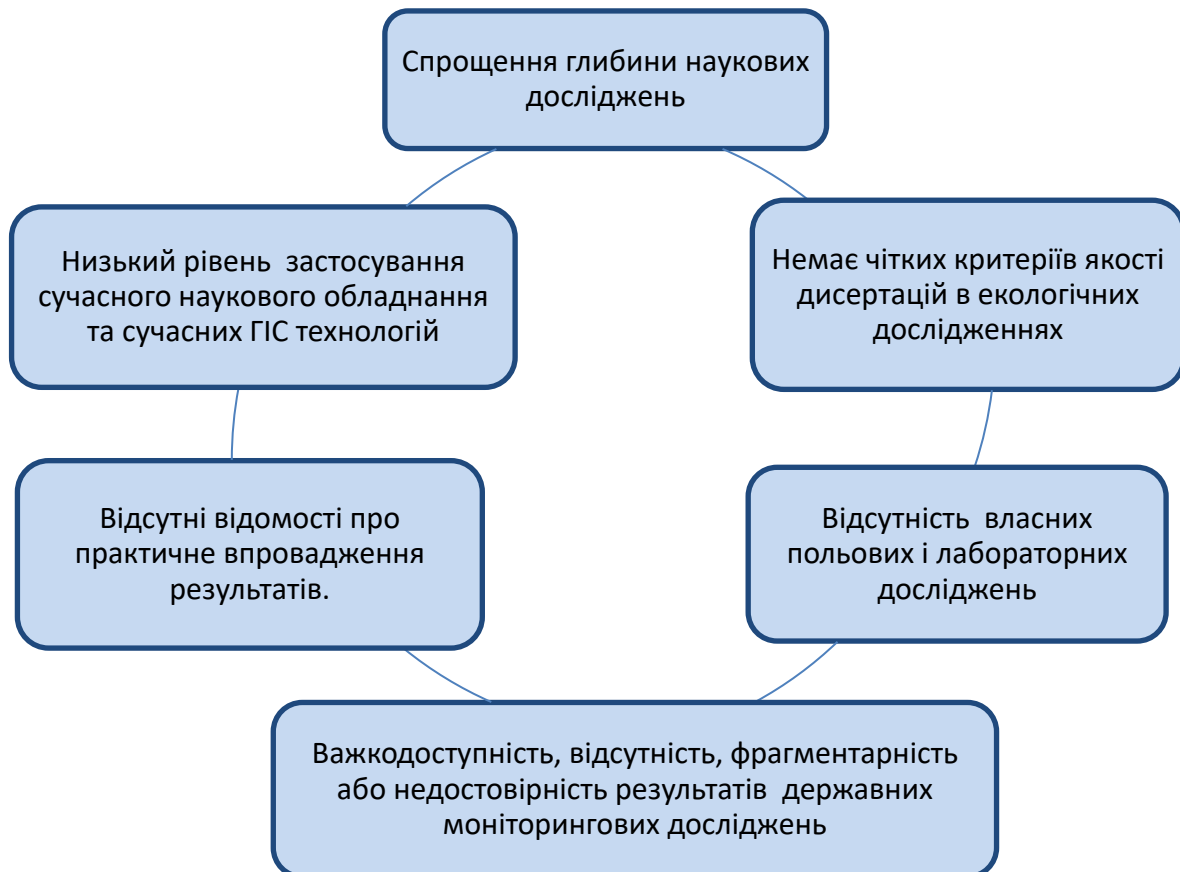 Спрощення глибини наукових
досліджень
Низький рівень застосування
сучасного наукового обладнання
та сучасних ГІС технологій
Немає чітких критеріїв якості
дисертацій в екологічних
дослідженнях
Відсутні відомості про
практичне впровадження
результатів.
Відсутність власних
польових і лабораторних
досліджень
Важкодоступність, відсутність, фрагментарність
або недостовірність результатів державних
моніторингових досліджень